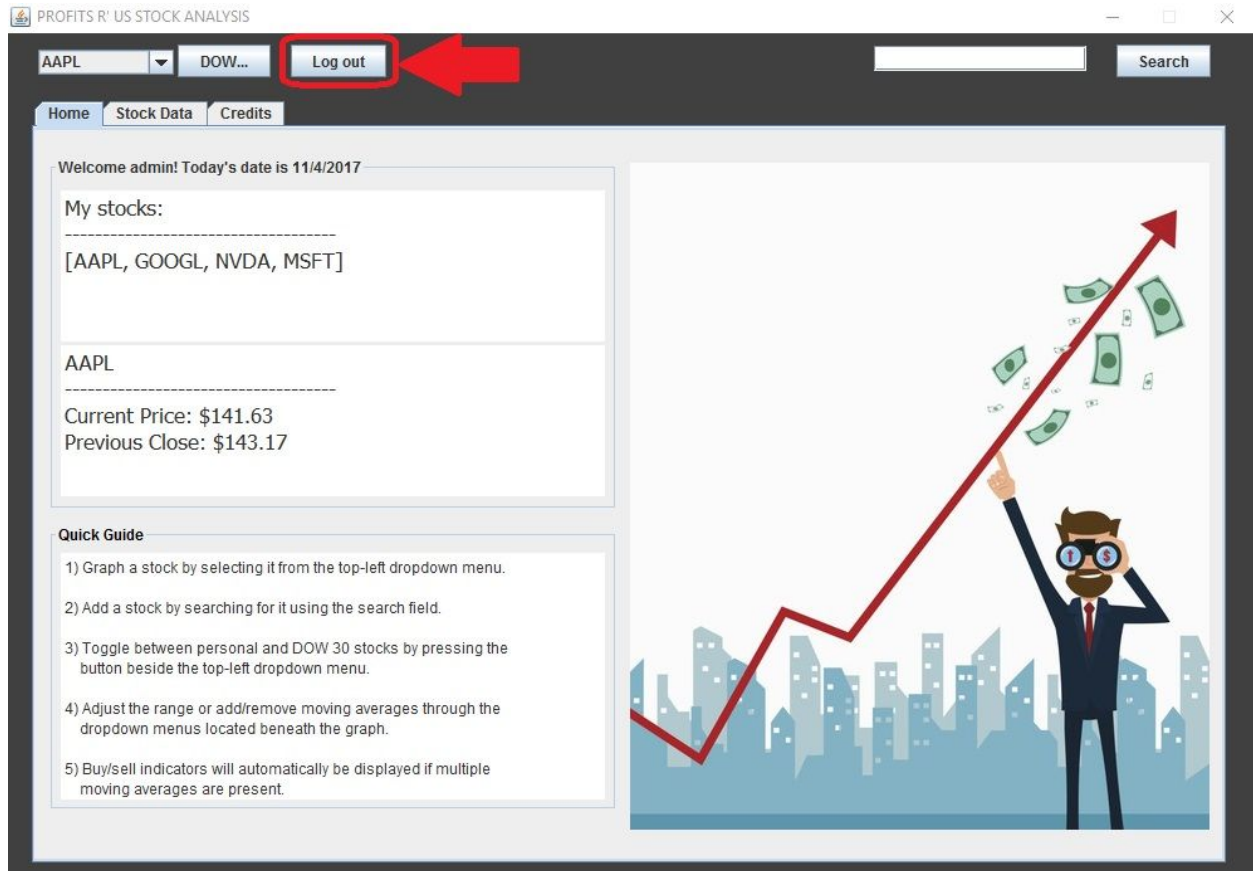 PROFITS R' US STOCK ANALYSIS
AAPL
DOW...
Log out
Search
Home
Stock Data
Credits
Welcome admin! Today's date is 11/4/2017
My stocks:
------------------------------------
[AAPL, GOOGL, NVDA, MSFT]
AAPL
------------------------------------
Current Price: $141.63
Previous Close: $143.17
Quick Guide
1) Graph a stock by selecting it from the top-left dropdown menu.
2) Add a stock by searching for it using the search field.
3) Toggle between personal and DOW 30 stocks by pressing the
button beside the top-left dropdown menu.
4) Adjust the range or add/remove moving averages through the
dropdown menus located beneath the graph.
5) Buy/sell indicators will automatically be displayed if multiple
moving averages are present.
$